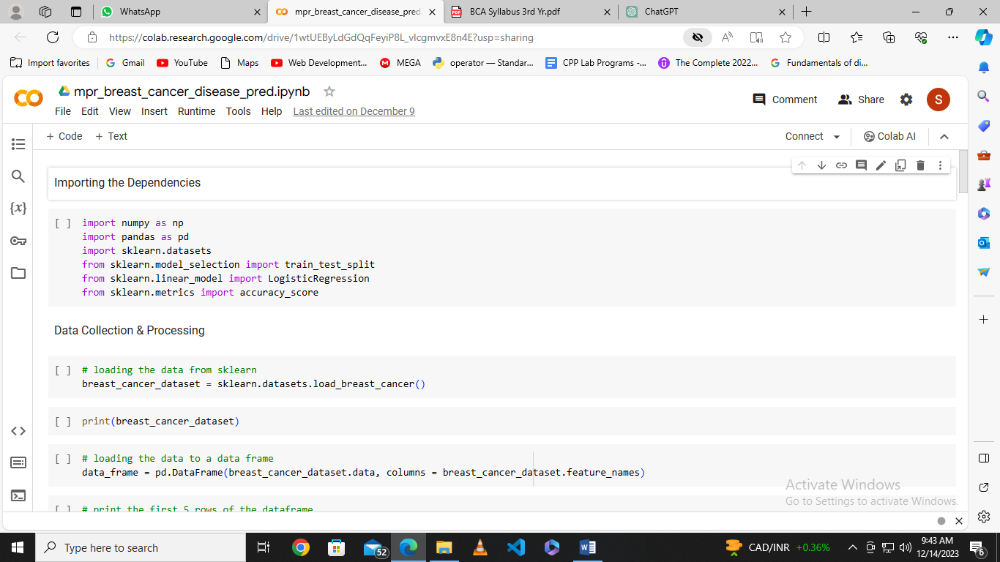 WhatsApp
mpr_breast_cancer_disease_pred.
BCA Syllabus 3rd Yr.pdf
ChatGPT
https://colab.research.google.com/drive/1wtUEByLdGdQqFeyiP8L_vlcgmvxE8n4E?usp=sharing
Import favorites
Gmail
YouTube
Maps
Web Development...
MEGA
operator — Standar...
CPP Lab Programs -...
The Complete 2022...
Fundamentals of di...
mpr_breast_cancer_disease_pred.ipynb
Comment
Share
S
File Edit View Insert Runtime Tools Help Last edited on December 9
+ Code + Text
Connect
Colab AI
Importing the Dependencies
[ ] import numpy as np
import pandas as pd
import sklearn.datasets
from sklearn.model_selection import train_test_split
from sklearn.linear_model import LogisticRegression
from sklearn.metrics import accuracy_score
Data Collection & Processing
[ ] # loading the data from sklearn
breast_cancer_dataset = sklearn.datasets.load_breast_cancer()
[ ] print(breast_cancer_dataset)
[ ] # loading the data to a data frame
data_frame = pd.DataFrame(breast_cancer_dataset.data, columns = breast_cancer_dataset.feature_names)
[ ] # print the first 5 rows of the dataframe
Activate Windows
Go to Settings to activate Windows.
Type here to search
52
CAD/INR +0.36%
9:43 AM
12/14/2023
6